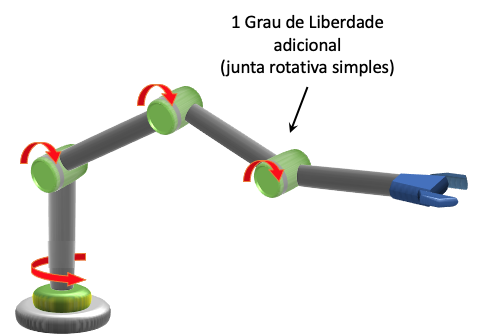 1 Grau de Liberdade
adicional
(junta rotativa simples)